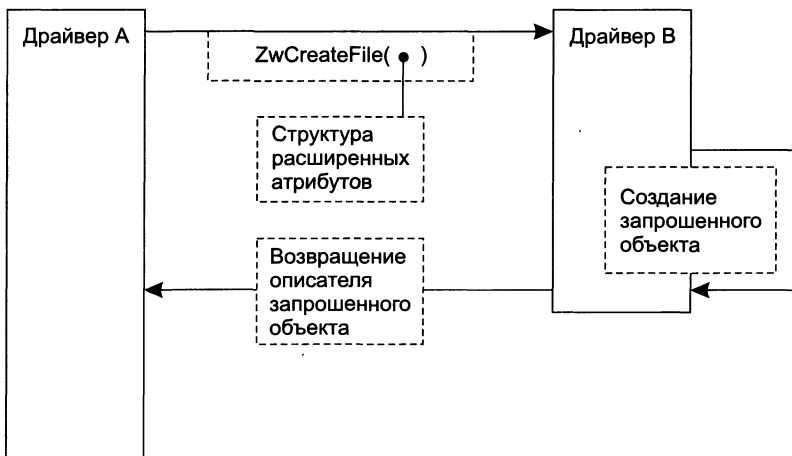 Драйвер A
ZwCreateFile( )
Драйвер B
Структура
расширенных
атрибутов
Создание
запрошенного
объекта
Возвращение
описателя
запрошенного
объекта